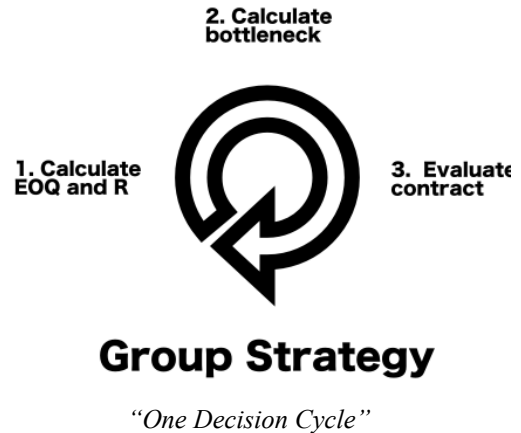 2. Calculate
bottleneck
1. Calculate
EOQ and R
3. Evaluate
contract
Group Strategy
“One Decision Cycle”